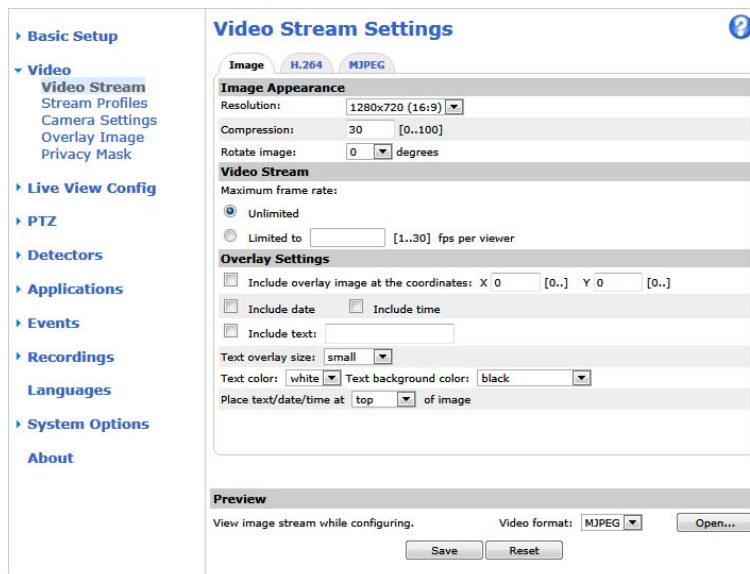 Basic Setup
Video
Video Stream
Stream Profiles
Camera Settings
Overlay Image
Privacy Mask
Live View Config
PTZ
Detectors
Applications
Events
Recordings
Languages
System Options
About
Video Stream Settings
?
Image H.264 MJPEG
Image Appearance
Resolution: 1280x720 (16:9)
Compression: 30 [0..100]
Rotate image: 0 degrees
Video Stream
Maximum frame rate:
Unlimited
Limited to [1..30] fps per viewer
Overlay Settings
Include overlay image at the coordinates: X 0 [0..] Y 0 [0..]
Include date Include time
Include text:
Text overlay size: small
Text color: white Text background color: black
Place text/date/time at top of image
Preview
View image stream while configuring. Video format: MJPEG Open...
Save Reset